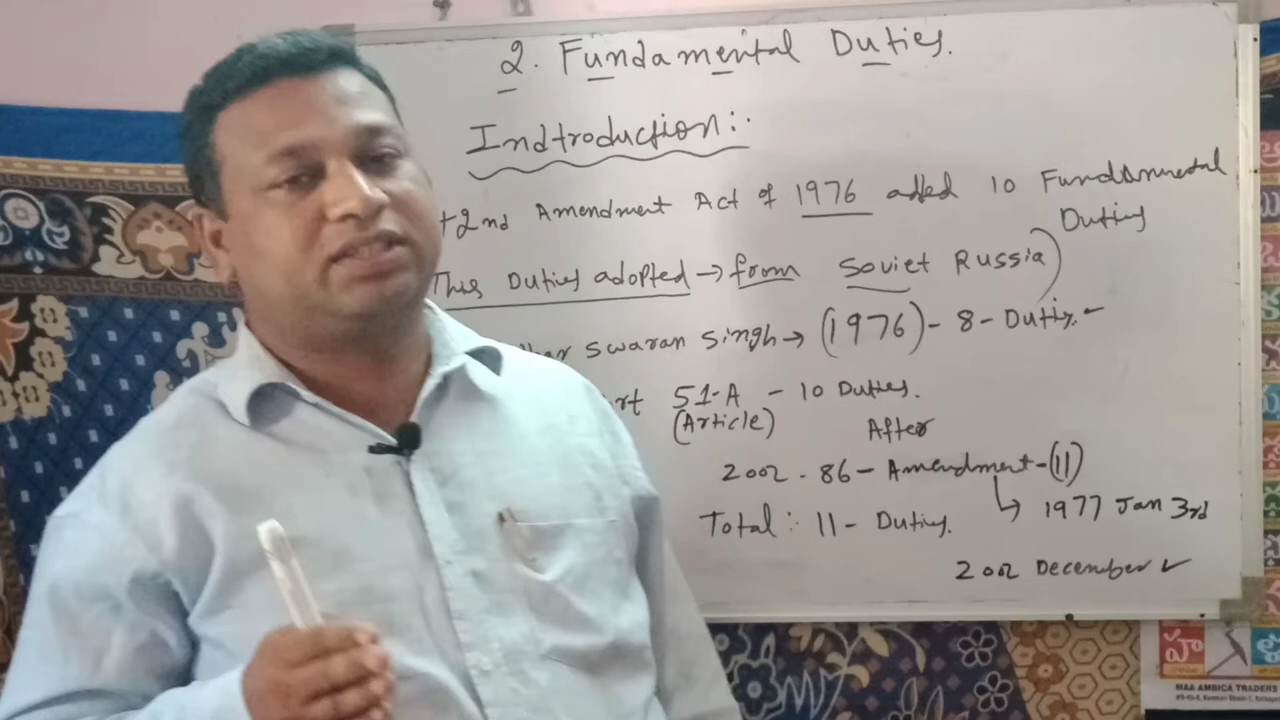 2. Fundamental Duties.
Indtroduction:-
2nd Amendment Act of 1976 added 10 Fundamental
Duties
This Duties adopted → from Soviet Russia)
swaran singh → (1976) - 8 - Duties. -
rt 51-A - 10 Duties.
(Article) After
2002 - 86 - Amendment - (11)
Total :- 11 - Duties. ↳ 1977 Jan 3rd
2002 December ✓
హ
MAA AMBICA TRADERS